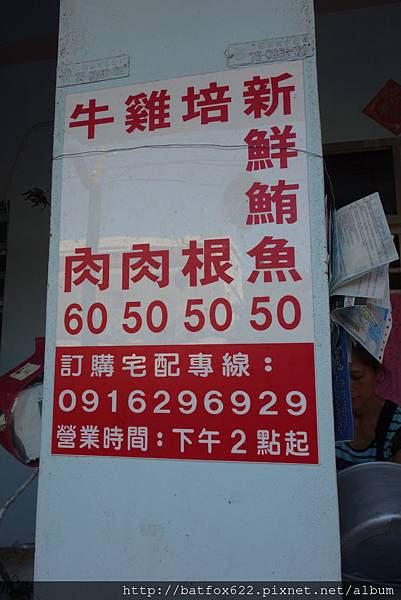 新鮮鮪魚 50
培根 50
雞肉 50
牛肉 60
訂購宅配專線：
0916296929
營業時間：下午2點起
http://batfox622.pixnet.net/album